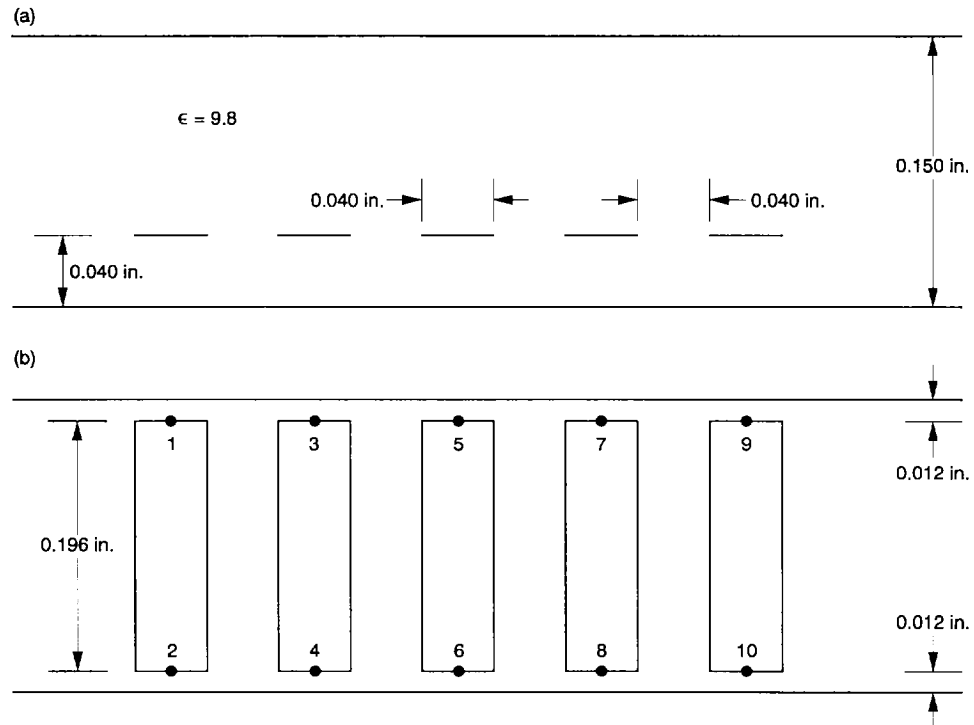 (a)
ϵ = 9.8
0.150 in.
0.040 in.
0.040 in.
0.040 in.
(b)
1
3
5
7
9
0.012 in.
0.196 in.
0.012 in.
2
4
6
8
10